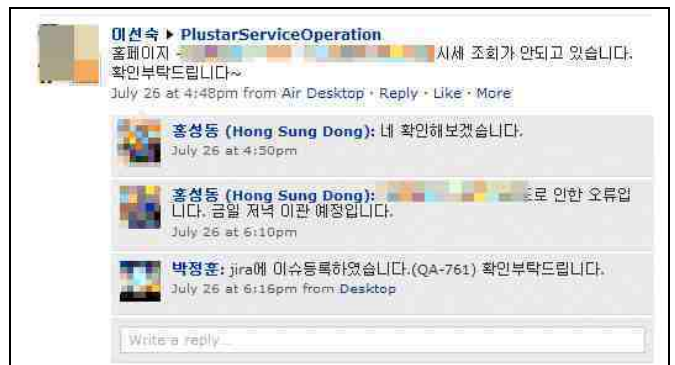 이선숙 ▸ PlustarServiceOperation
홈페이지 - 시세 조회가 안되고 있습니다.
확인부탁드립니다~
July 26 at 4:48pm from Air Desktop · Reply · Like · More
홍성동 (Hong Sung Dong): 네 확인해보겠습니다.
July 26 at 4:50pm
홍성동 (Hong Sung Dong): 로 인한 오류입
니다. 금일 저녁 이관 예정입니다.
July 26 at 6:10pm
박정훈: jira에 이슈등록하였습니다.(QA-761) 확인부탁드립니다.
July 26 at 6:16pm from Desktop
Write a reply...